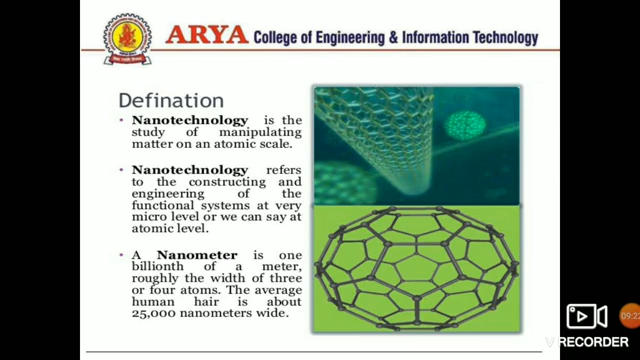 ARYA College of Engineering & Information Technology
Defination
• Nanotechnology is the
study of manipulating
matter on an atomic scale.
• Nanotechnology refers
to the constructing and
engineering of the
functional systems at very
micro level or we can say at
atomic level.
• A Nanometer is one
billionth of a meter,
roughly the width of three
or four atoms. The average
human hair is about
25,000 nanometers wide.
09:22
V RECORDER